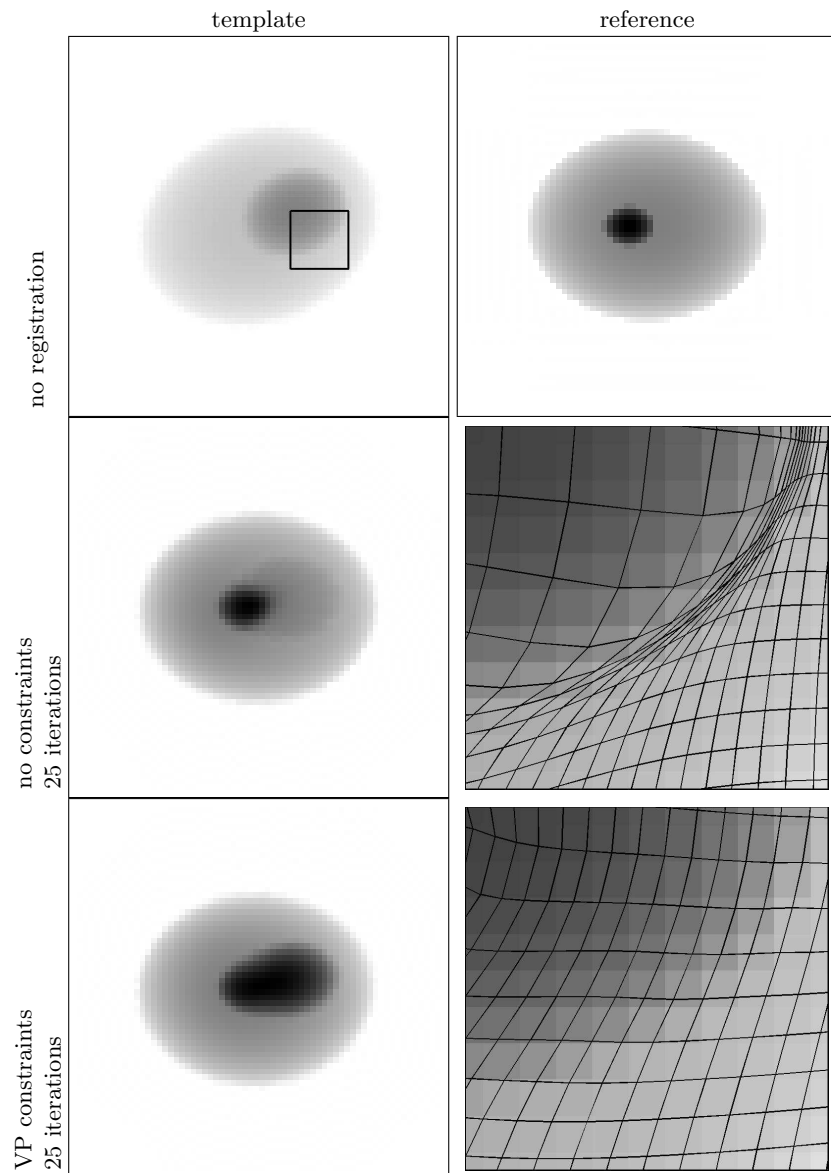 template
reference
no registration
no constraints
25 iterations
VP constraints
25 iterations